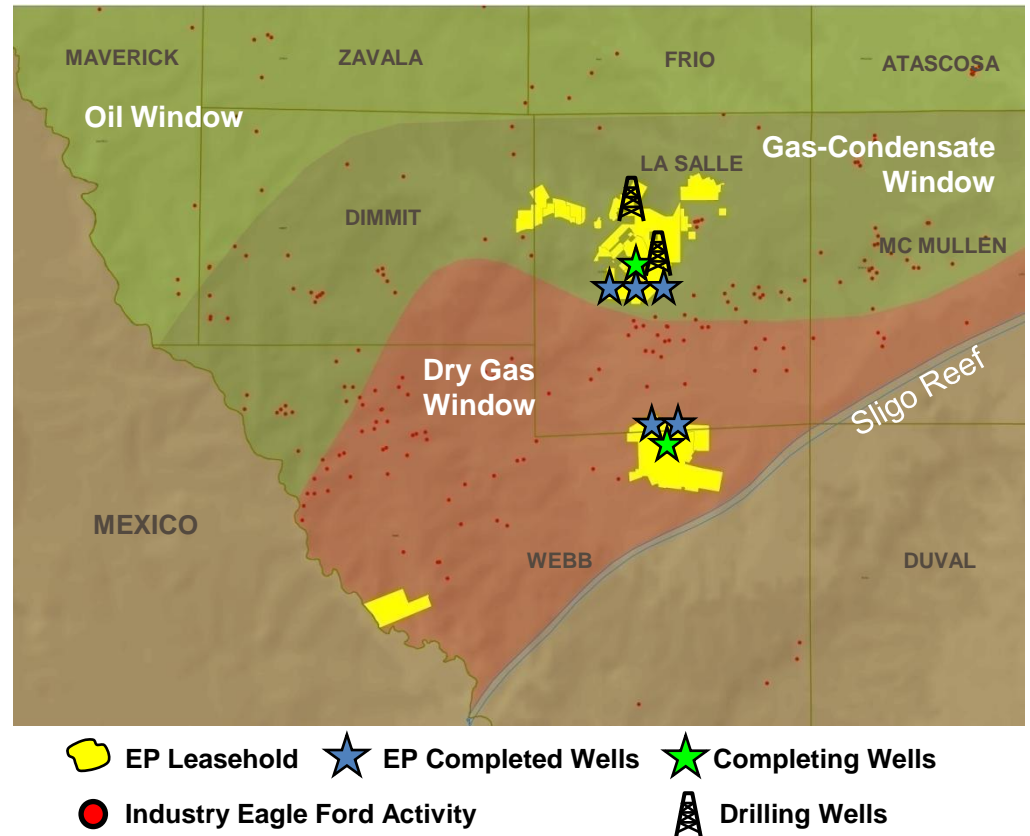 MAVERICK
ZAVALA
FRIO
ATASCOSA
Oil Window
LA SALLE
Gas-Condensate
Window
DIMMIT
MC MULLEN
Dry Gas
Window
Sligo Reef
MEXICO
WEBB
DUVAL
EP Leasehold
EP Completed Wells
Completing Wells
Industry Eagle Ford Activity
Drilling Wells